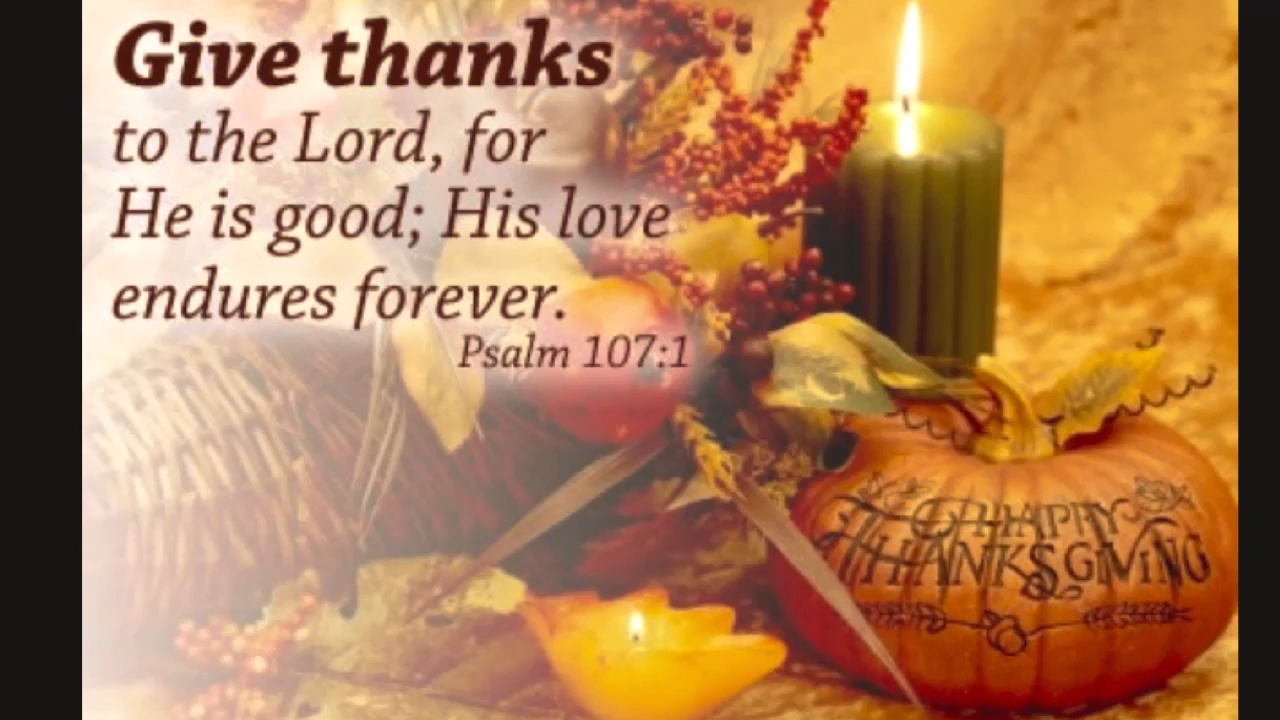 Give thanks
to the Lord, for
He is good; His love
endures forever.
Psalm 107:1
HAPPY
THANKSGIVING